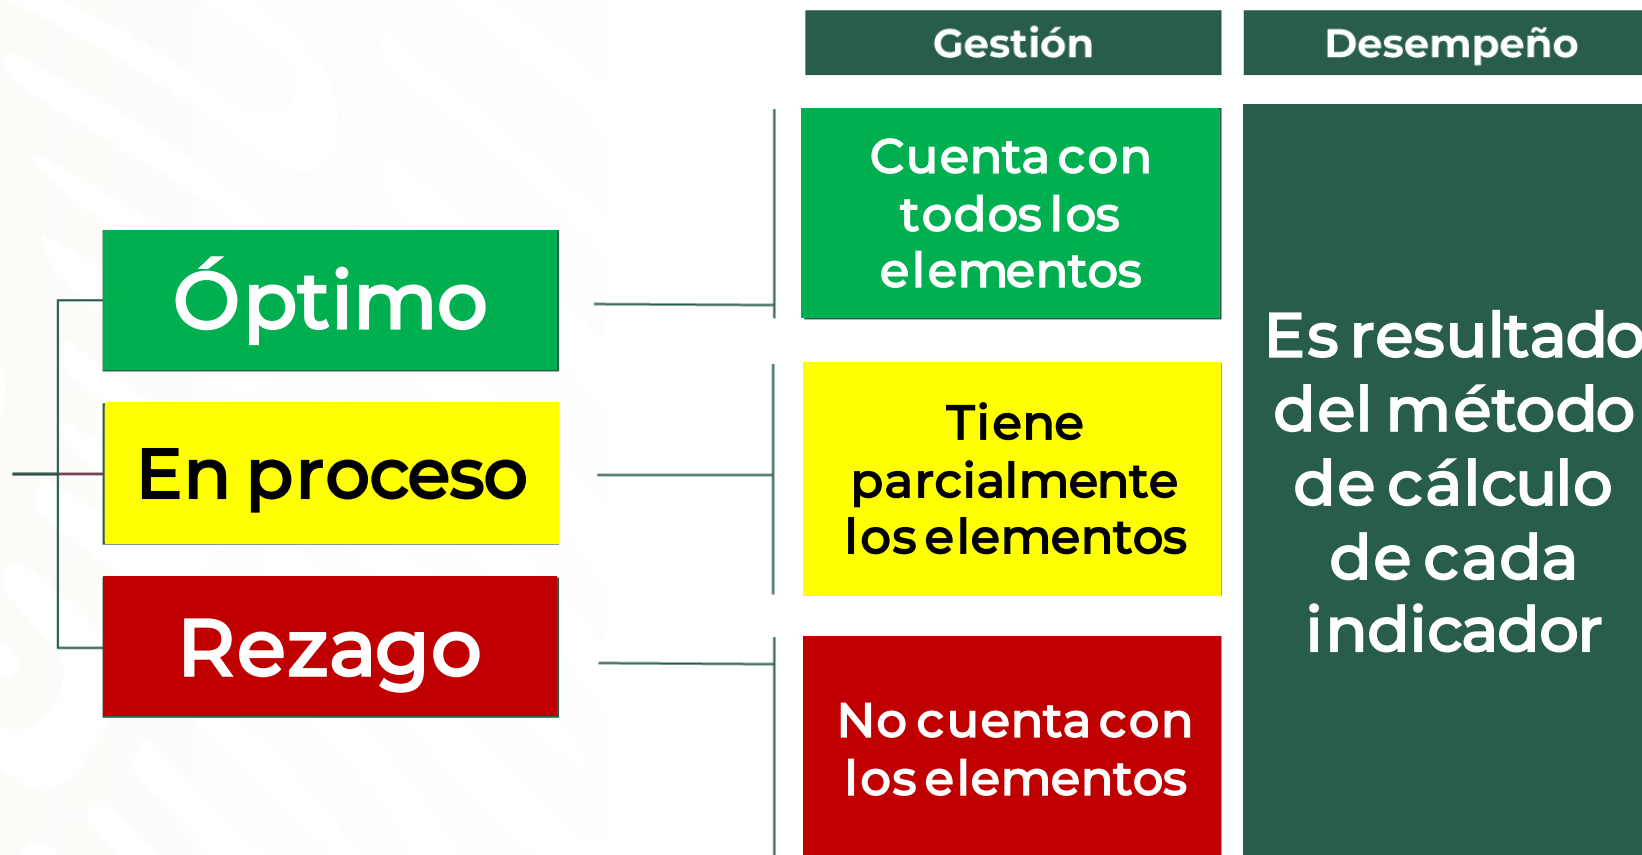 Gestión
Desempeño
Óptimo
En proceso
Rezago
Cuenta con
todos los
elementos
Tiene
parcialmente
los elementos
No cuenta con
los elementos
Es resultado
del método
de cálculo
de cada
indicador